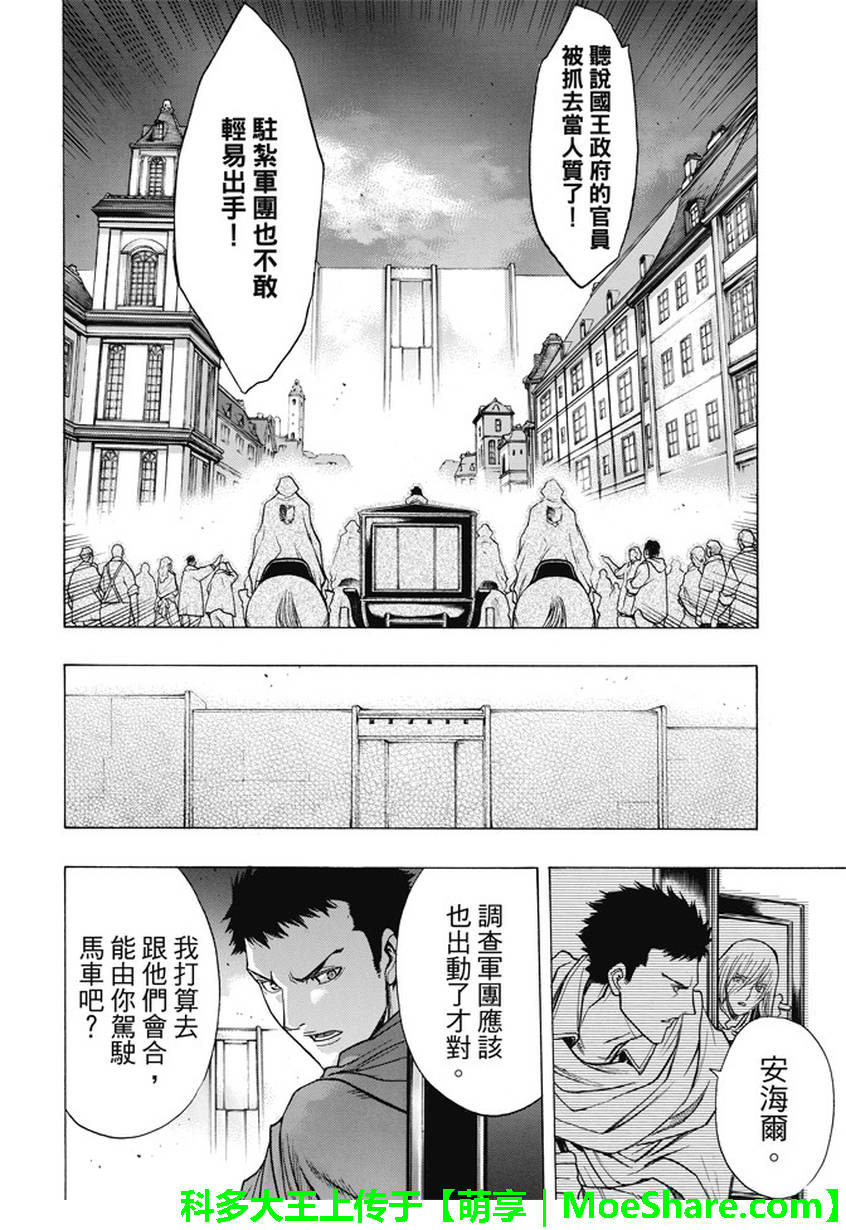 聽說國王政府的官員
被抓去當人質了！
駐紮軍團也不敢
輕易出手！
安海爾。
調查軍團應該
也出動了才對。
我打算去
跟他們會合，
能由你駕駛
馬車吧？
科多大王上传于【萌享｜MoeShare.com】